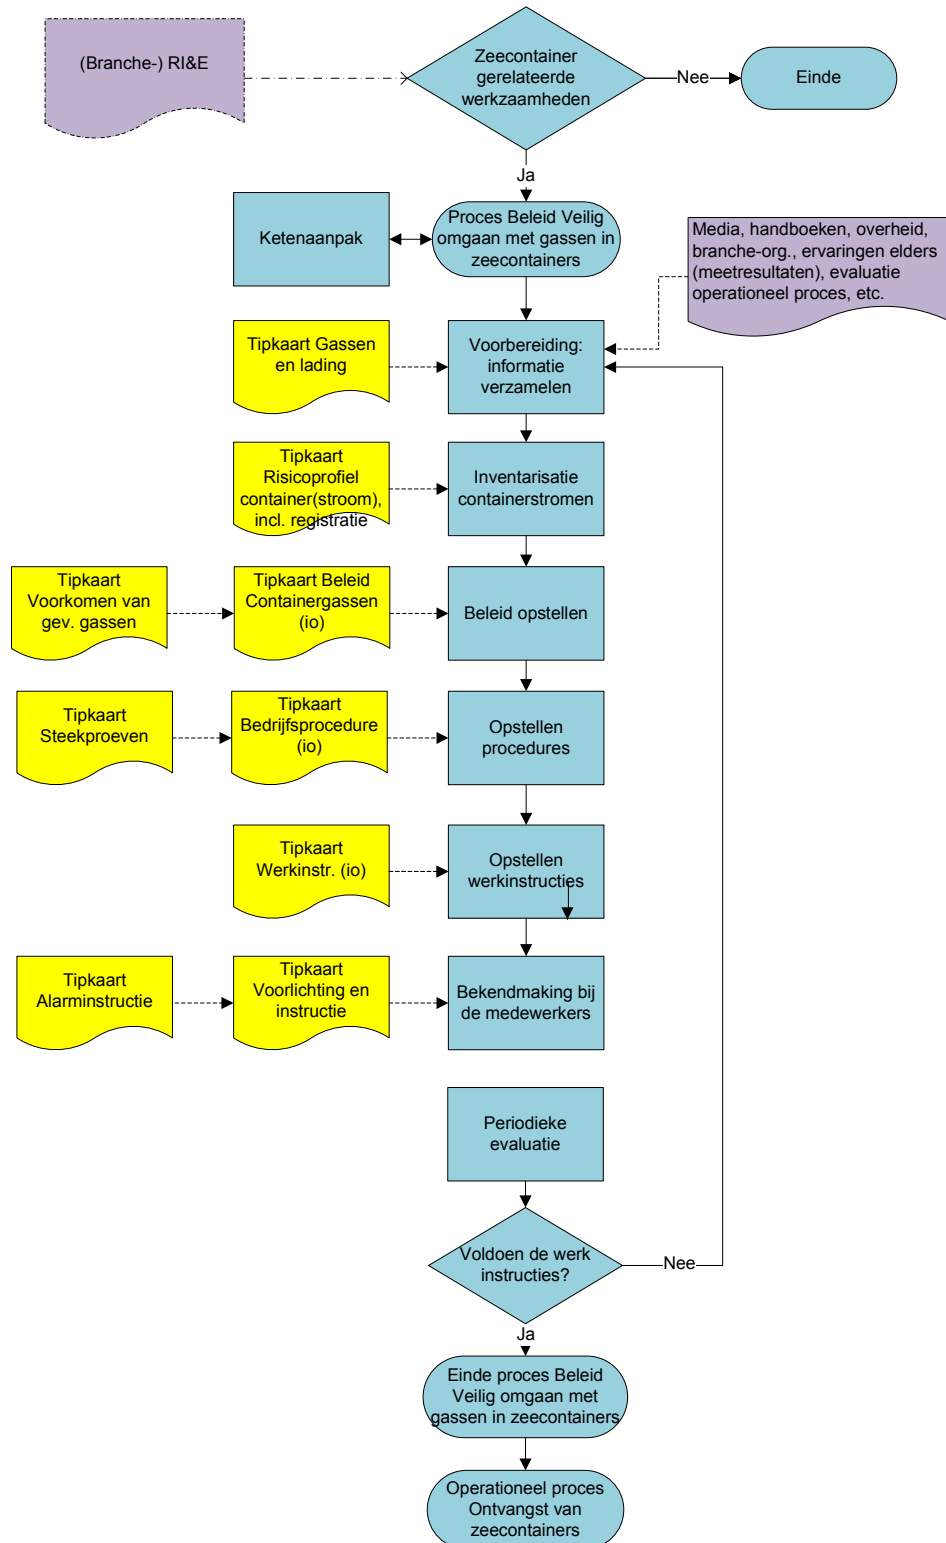 (Branche-) RI&E
Zeecontainer
gerelateerde
werkzaamheden
Nee
Einde
Ja
Ketenaanpak
Proces Beleid Veilig
omgaan met gassen in
zeecontainers
Media, handboeken, overheid,
branche-org., ervaringen elders
(meetresultaten), evaluatie
operationeel proces, etc.
Tipkaart Gassen
en lading
Voorbereiding:
informatie
verzamelen
Tipkaart
Risicoprofiel
container(stroom),
incl. registratie
Inventarisatie
containerstromen
Tipkaart
Voorkomen van
gev. gassen
Tipkaart Beleid
Containergassen
(io)
Beleid opstellen
Tipkaart
Steekproeven
Tipkaart
Bedrijfsprocedure
(io)
Opstellen
procedures
Tipkaart
Werkinstr. (io)
Opstellen
werkinstructies
Tipkaart
Alarminstructie
Tipkaart
Voorlichting en
instructie
Bekendmaking bij
de medewerkers
Periodieke
evaluatie
Voldoen de werk
instructies?
Nee
Ja
Einde proces Beleid
Veilig omgaan met
gassen in zeecontainers
Operationeel proces
Ontvangst van
zeecontainers